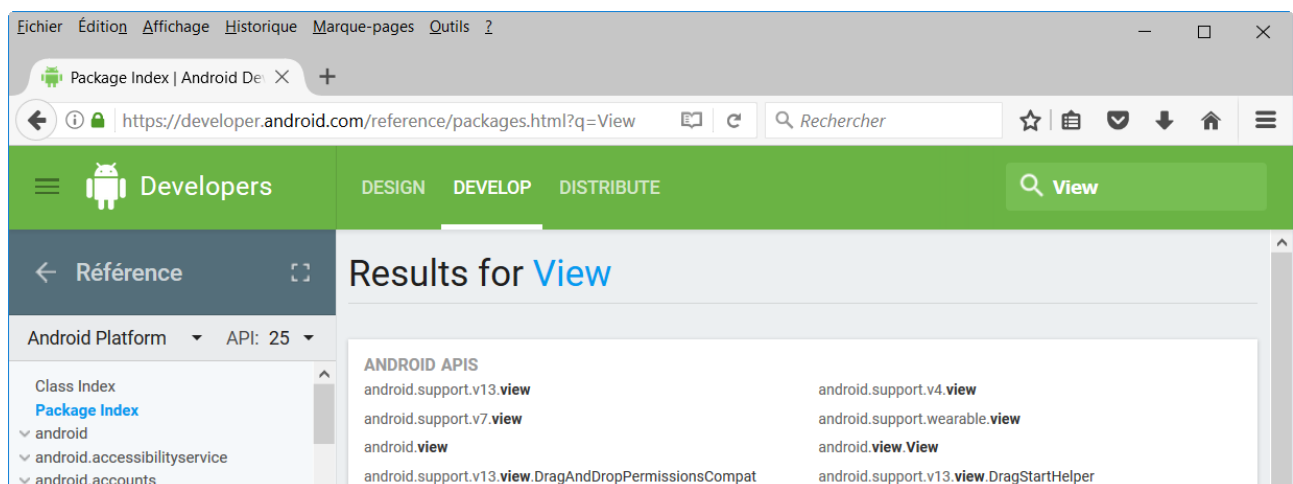 Fichier Édition Affichage Historique Marque-pages Outils ?
Package Index | Android De
https://developer.android.com/reference/packages.html?q=View Rechercher
Developers DESIGN DEVELOP DISTRIBUTE View
Référence
Results for View
Android Platform API: 25
ANDROID APIS
Class Index
android.support.v13.view android.support.v4.view
Package Index
android.support.v7.view android.support.wearable.view
android
android.view android.view.View
android.accessibilityservice
android.support.v13.view.DragAndDropPermissionsCompat android.support.v13.view.DragStartHelper
android.accounts